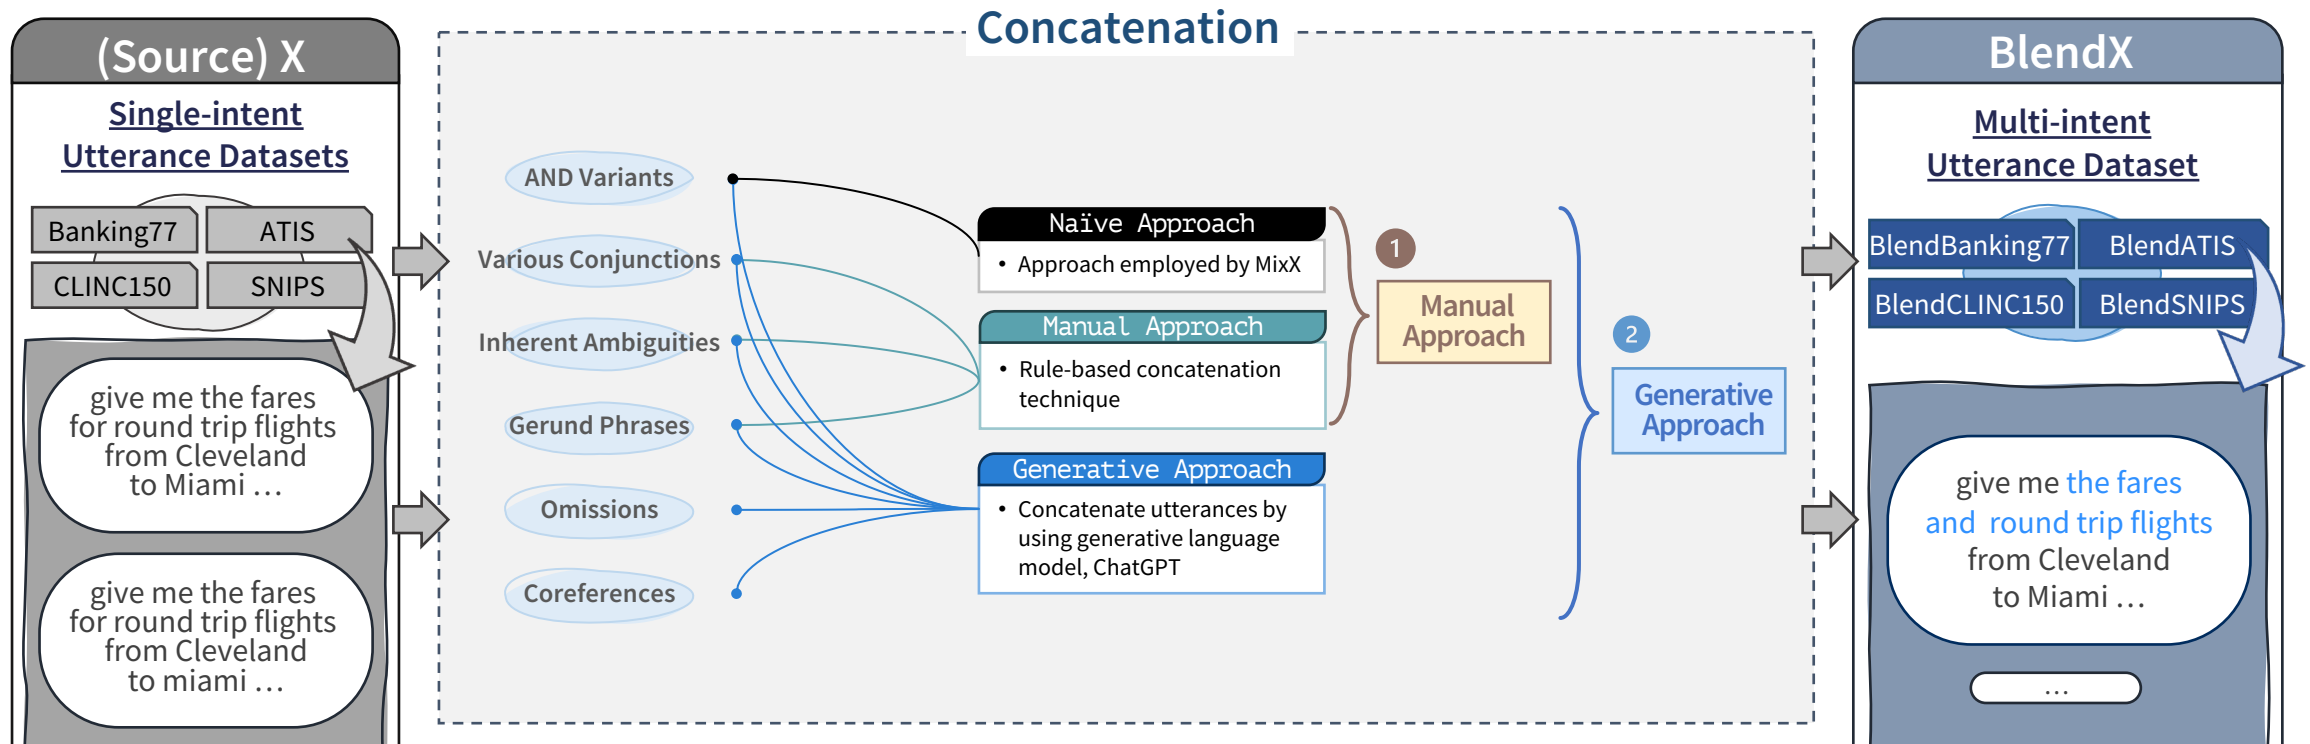 (Source) X
Single-intent
Utterance Datasets
Banking77
ATIS
CLINC150
SNIPS
give me the fares
for round trip flights
from Cleveland
to Miami ...
give me the fares
for round trip flights
from Cleveland
to miami ...
Concatenation
AND Variants
Various Conjunctions
Inherent Ambiguities
Gerund Phrases
Omissions
Coreferences
Naïve Approach
• Approach employed by MixX
Manual Approach
• Rule-based concatenation
technique
Generative Approach
• Concatenate utterances by
using generative language
model, ChatGPT
1
Manual
Approach
2
Generative
Approach
BlendX
Multi-intent
Utterance Dataset
BlendBanking77
BlendATIS
BlendCLINC150
BlendSNIPS
give me the fares
and round trip flights
from Cleveland
to Miami ...
...